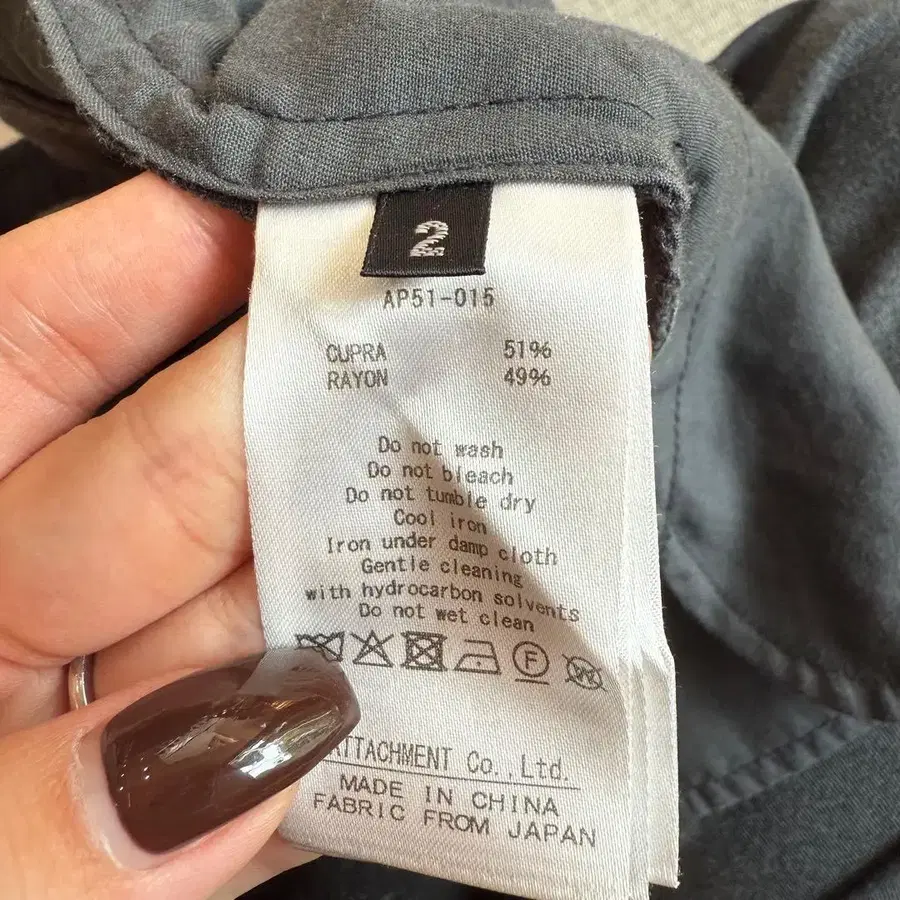 2
AP51-015
CUPRA 51%
RAYON 49%
Do not wash
Do not bleach
Do not tumble dry
Cool iron
Iron under damp cloth
Gentle cleaning
with hydrocarbon solvents
Do not wet clean
F
W
ATTACHMENT Co.,Ltd.
MADE IN CHINA
FABRIC FROM JAPAN